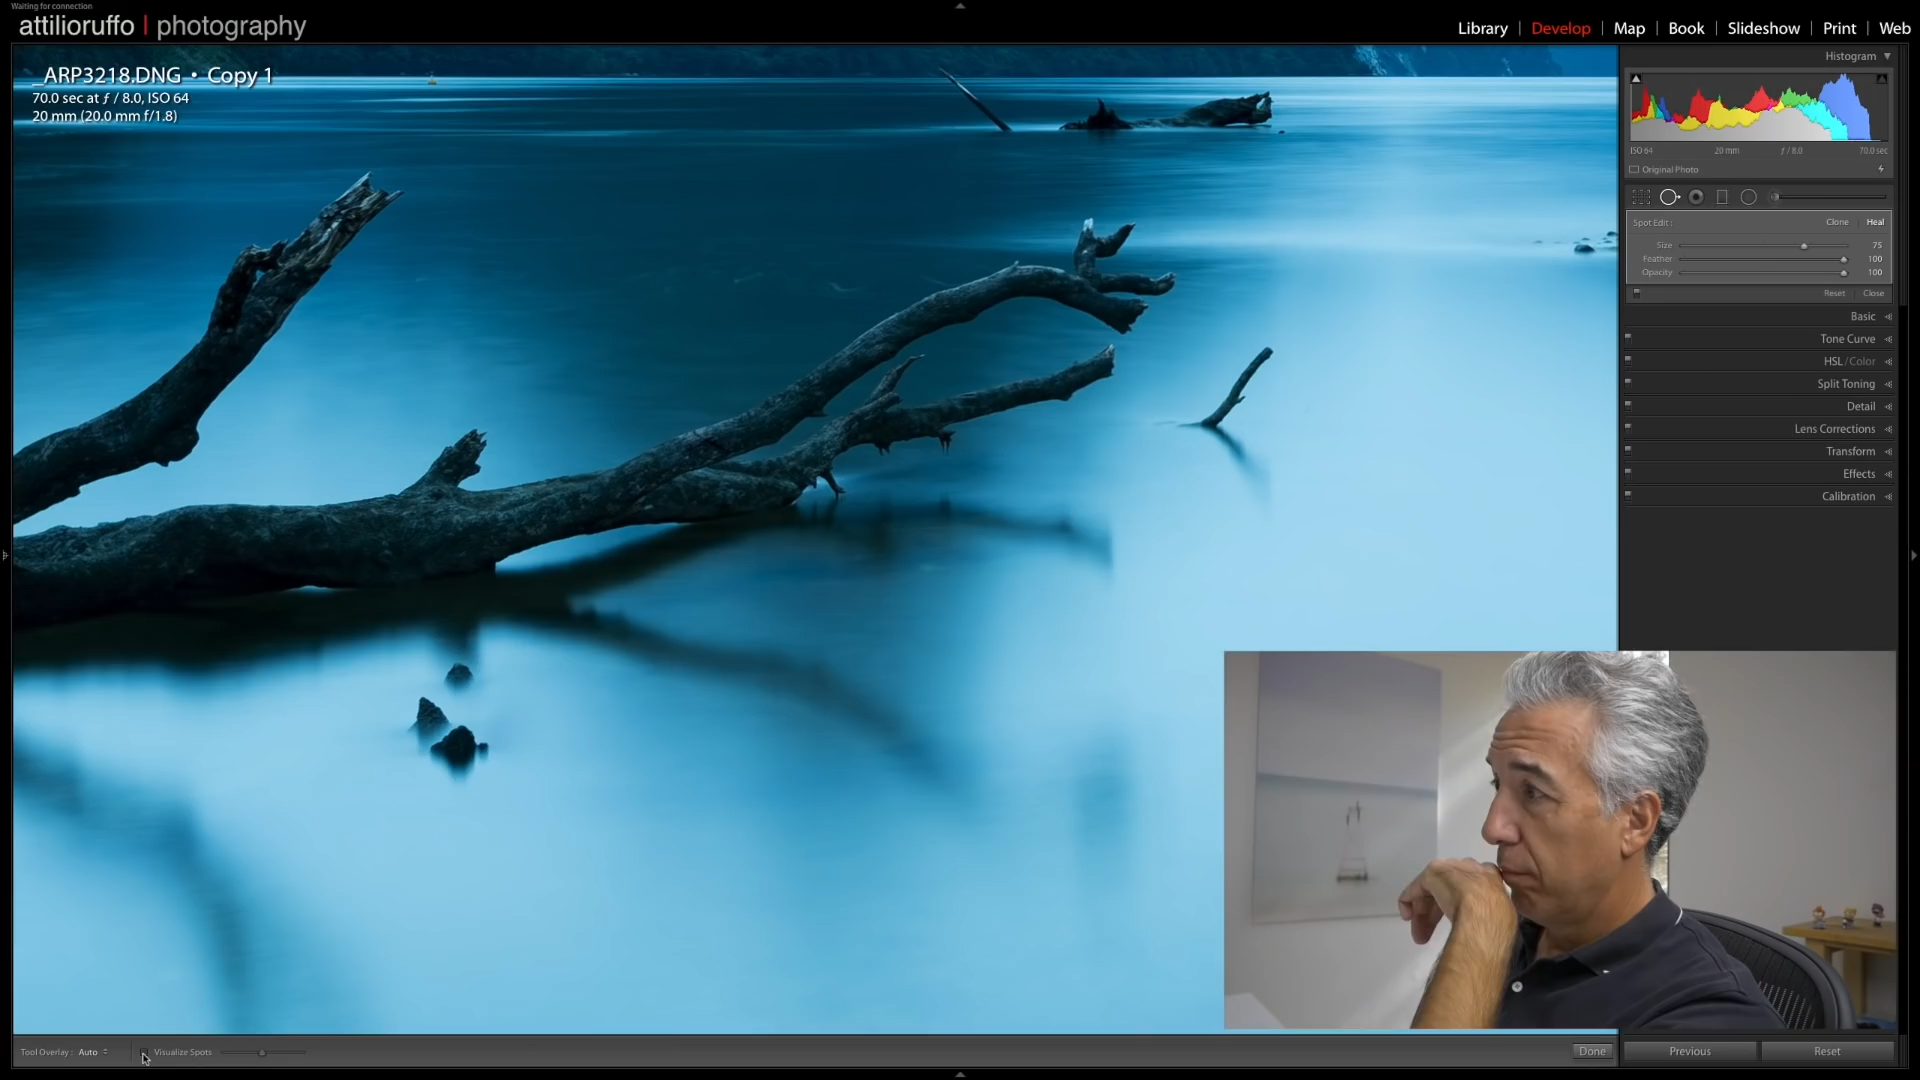 Waiting for connection
attilioruffo | photography
Library | Develop | Map | Book | Slideshow | Print | Web
_ARP3218.DNG • Copy 1
70.0 sec at ƒ / 8.0, ISO 64
20 mm (20.0 mm f/1.8)
Histogram
ISO 64 20 mm ƒ / 8.0 70.0 sec
Original Photo
Spot Edit : Clone Heal
Size 75
Feather 100
Opacity 100
Reset Close
Basic
Tone Curve
HSL / Color
Split Toning
Detail
Lens Corrections
Transform
Effects
Calibration
Tool Overlay : Auto Visualize Spots Done Previous Reset